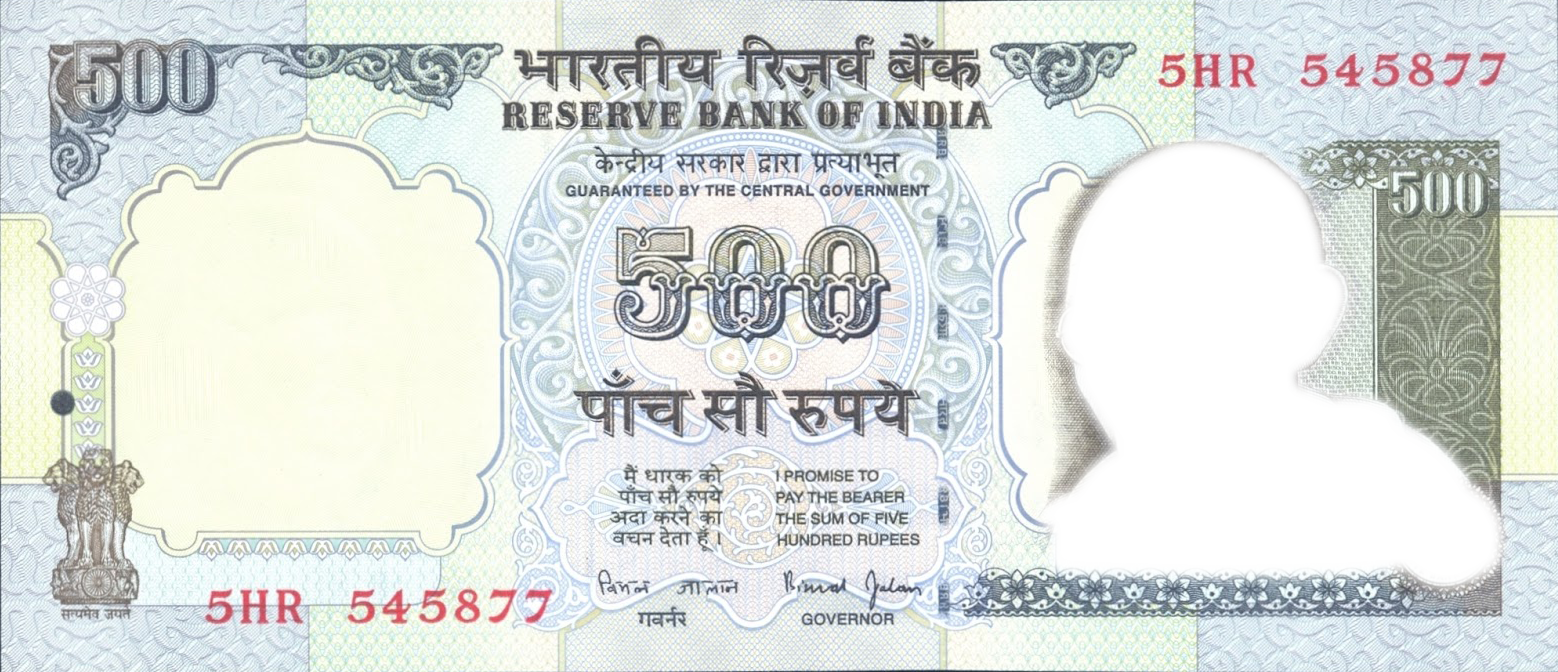 500
भारतीय रिज़र्व बैंक
5HR 545877
RESERVE BANK OF INDIA
केन्द्रीय सरकार द्वारा प्रत्याभूत
GUARANTEED BY THE CENTRAL GOVERNMENT
500
500
पाँच सौ रुपये
मैं धारक को
पाँच सौ रुपये
अदा करने का
वचन देता हूँ ।
I PROMISE TO
PAY THE BEARER
THE SUM OF FIVE
HUNDRED RUPEES
बिमल जालान
Bimal Jalan
गवर्नर
GOVERNOR
सत्यमेव जयते
5HR 545877